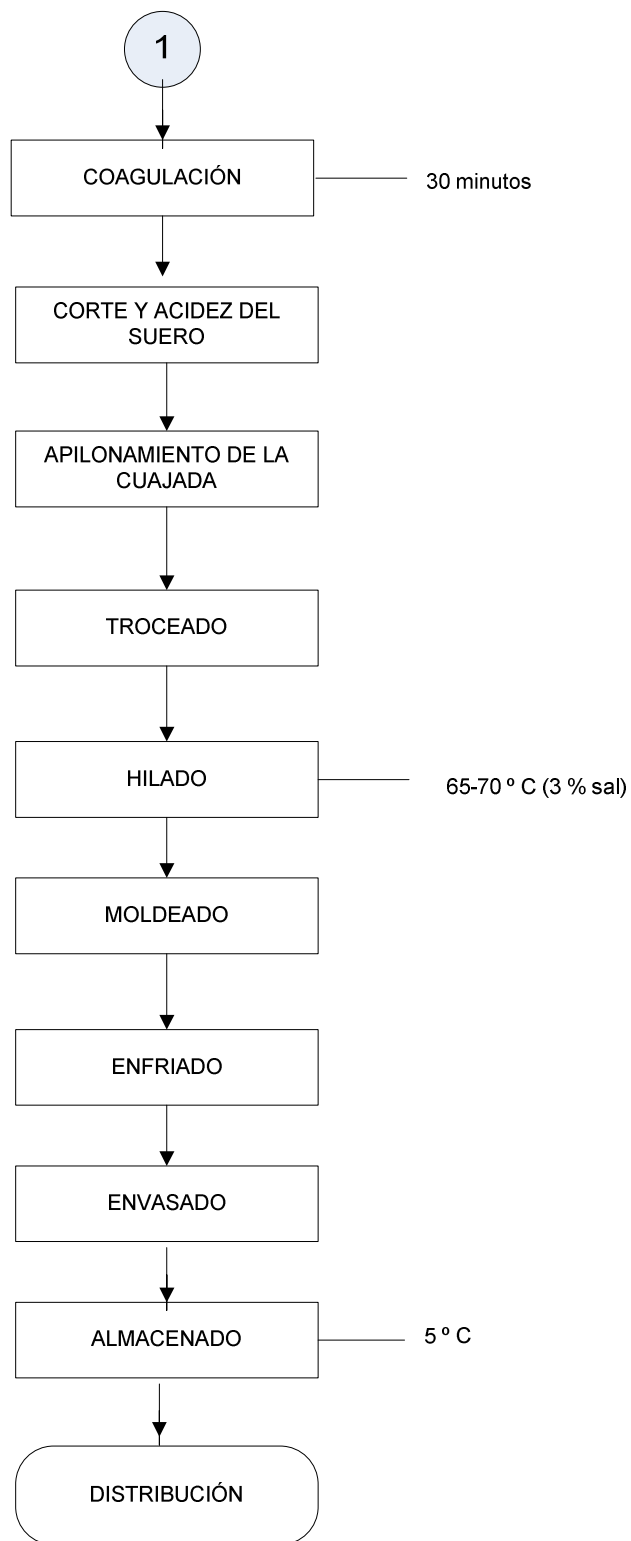 1
COAGULACIÓN
30 minutos
CORTE Y ACIDEZ DEL
SUERO
APILONAMIENTO DE LA
CUAJADA
TROCEADO
HILADO
65-70 º C (3 % sal)
MOLDEADO
ENFRIADO
ENVASADO
ALMACENADO
5 º C
DISTRIBUCIÓN